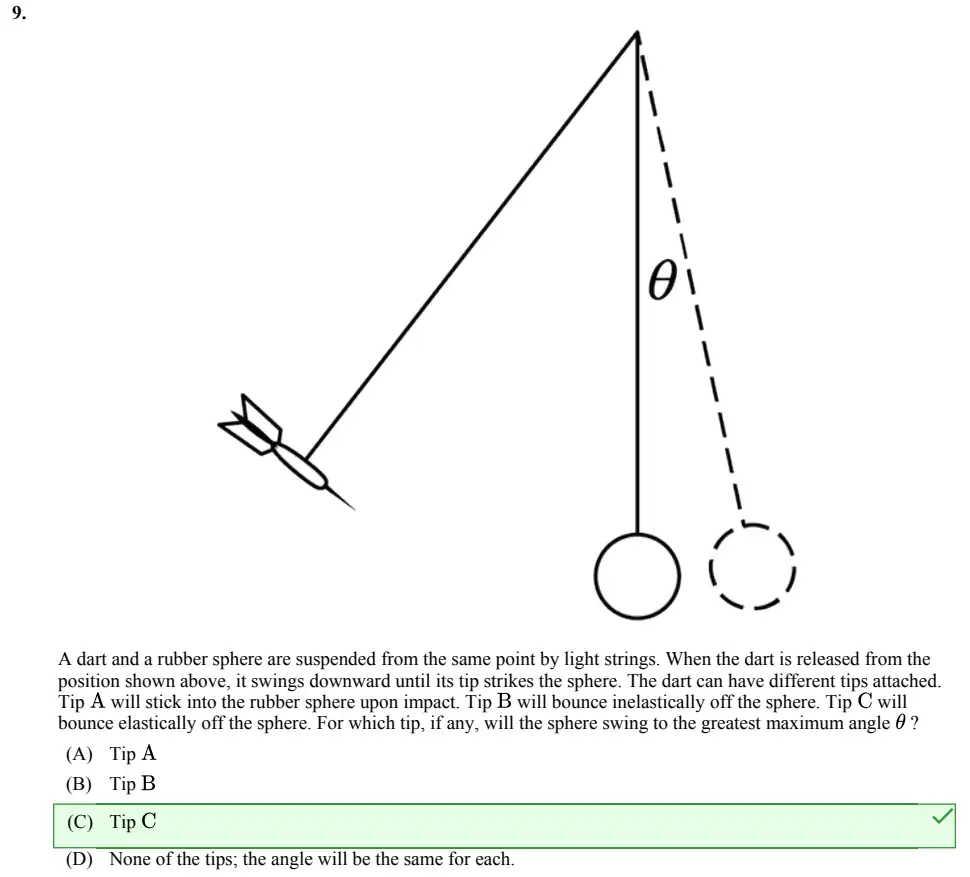 9.
θ
A dart and a rubber sphere are suspended from the same point by light strings. When the dart is released from the
position shown above, it swings downward until its tip strikes the sphere. The dart can have different tips attached.
Tip A will stick into the rubber sphere upon impact. Tip B will bounce inelastically off the sphere. Tip C will
bounce elastically off the sphere. For which tip, if any, will the sphere swing to the greatest maximum angle θ ?
(A) Tip A
(B) Tip B
(C) Tip C
(D) None of the tips; the angle will be the same for each.